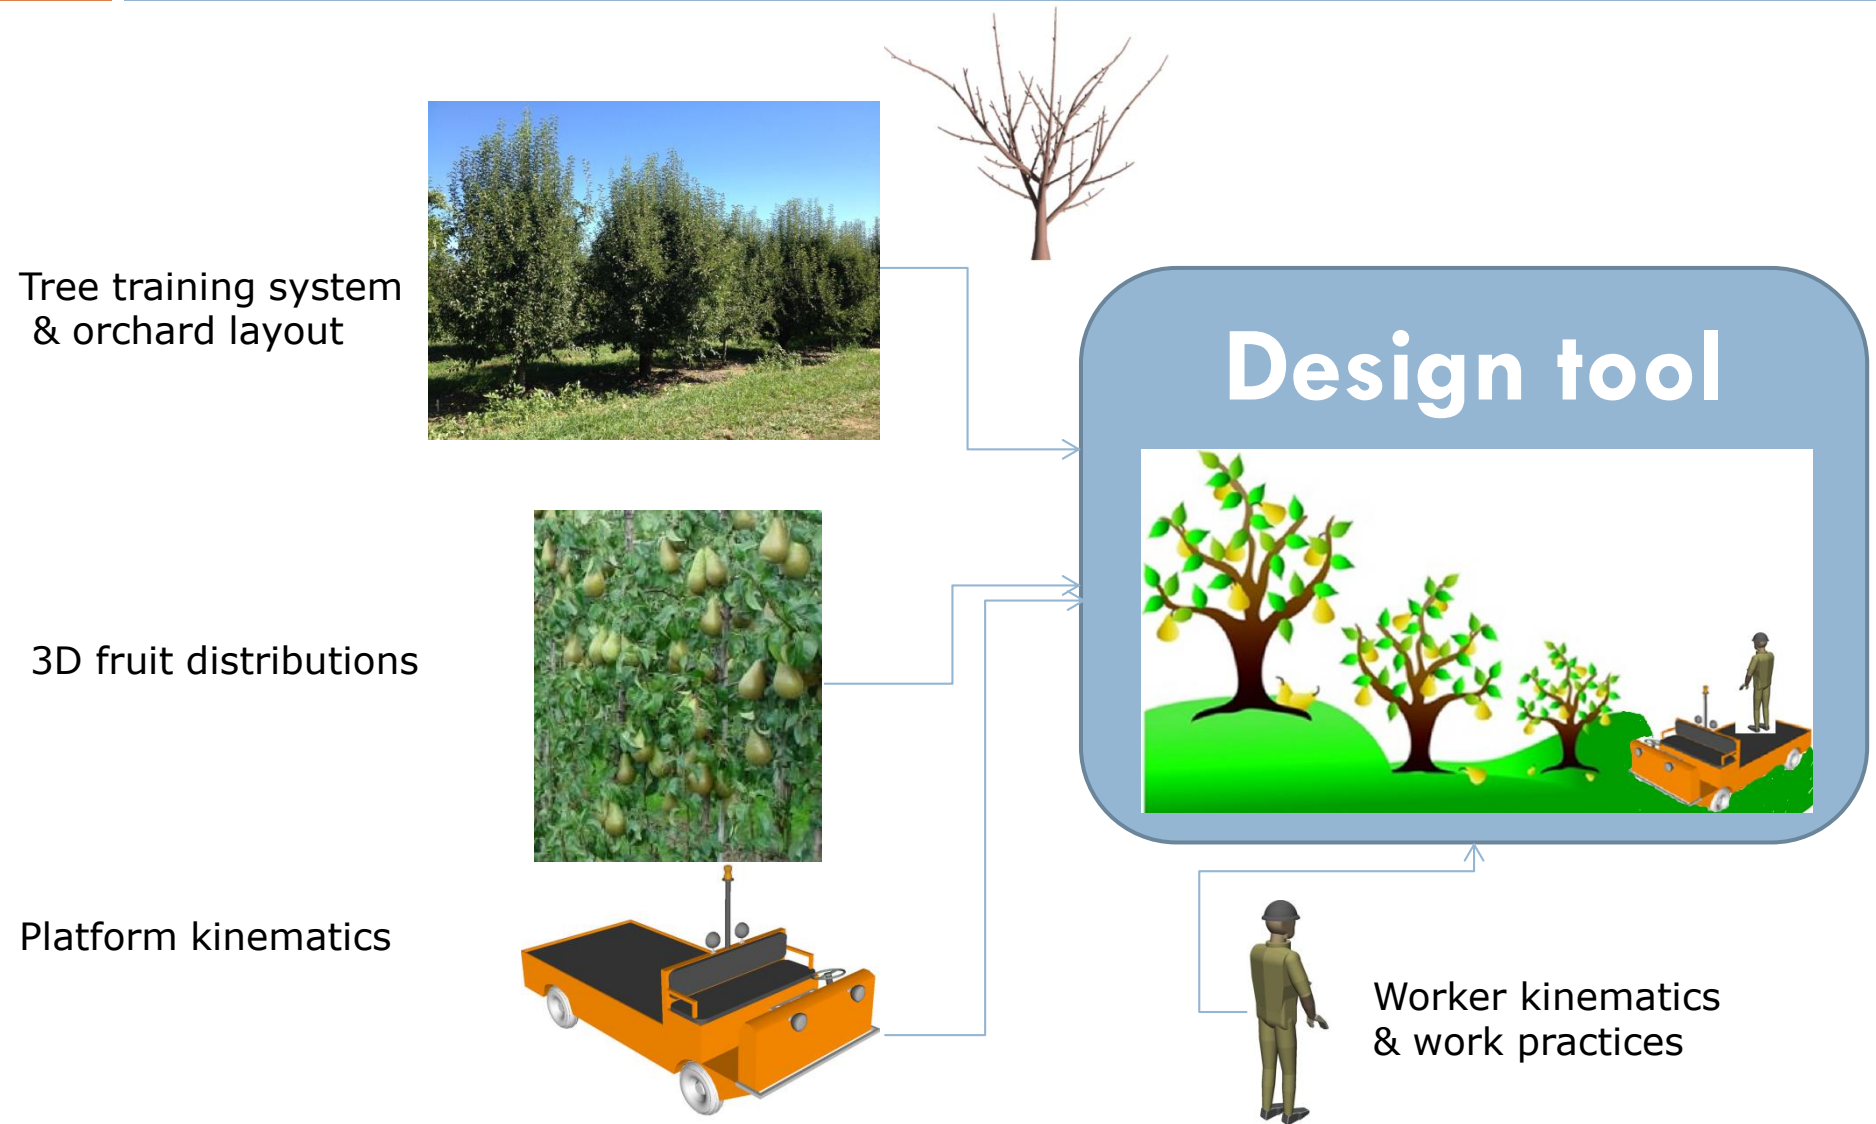 Tree training system
& orchard layout
Design tool
3D fruit distributions
Platform kinematics
Worker kinematics
& work practices